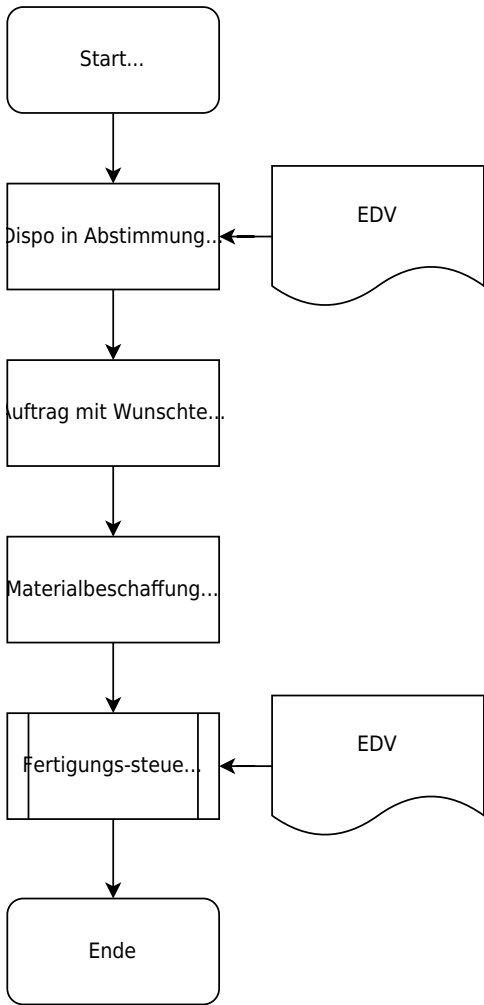 Start...
Dispo in Abstimmung...
EDV
Auftrag mit Wunschte...
Materialbeschaffung...
Fertigungs-steue...
EDV
Ende